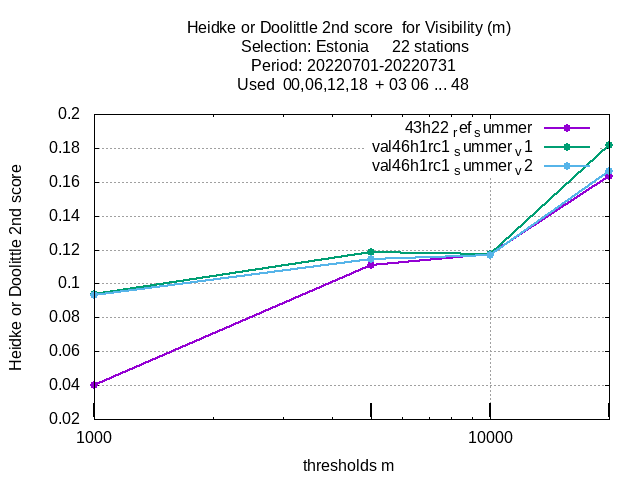 Heidke or Doolittle 2nd score  for Visibility (m)
Selection: Estonia     22 stations
Period: 20220701-20220731
Used  00,06,12,18  + 03 06 ... 48
43h22 ref summer
val46h1rc1 summer v1
val46h1rc1 summer v2
Heidke or Doolittle 2nd score
0.2
0.18
0.16
0.14
0.12
0.1
0.08
0.06
0.04
0.02
1000
10000
thresholds m